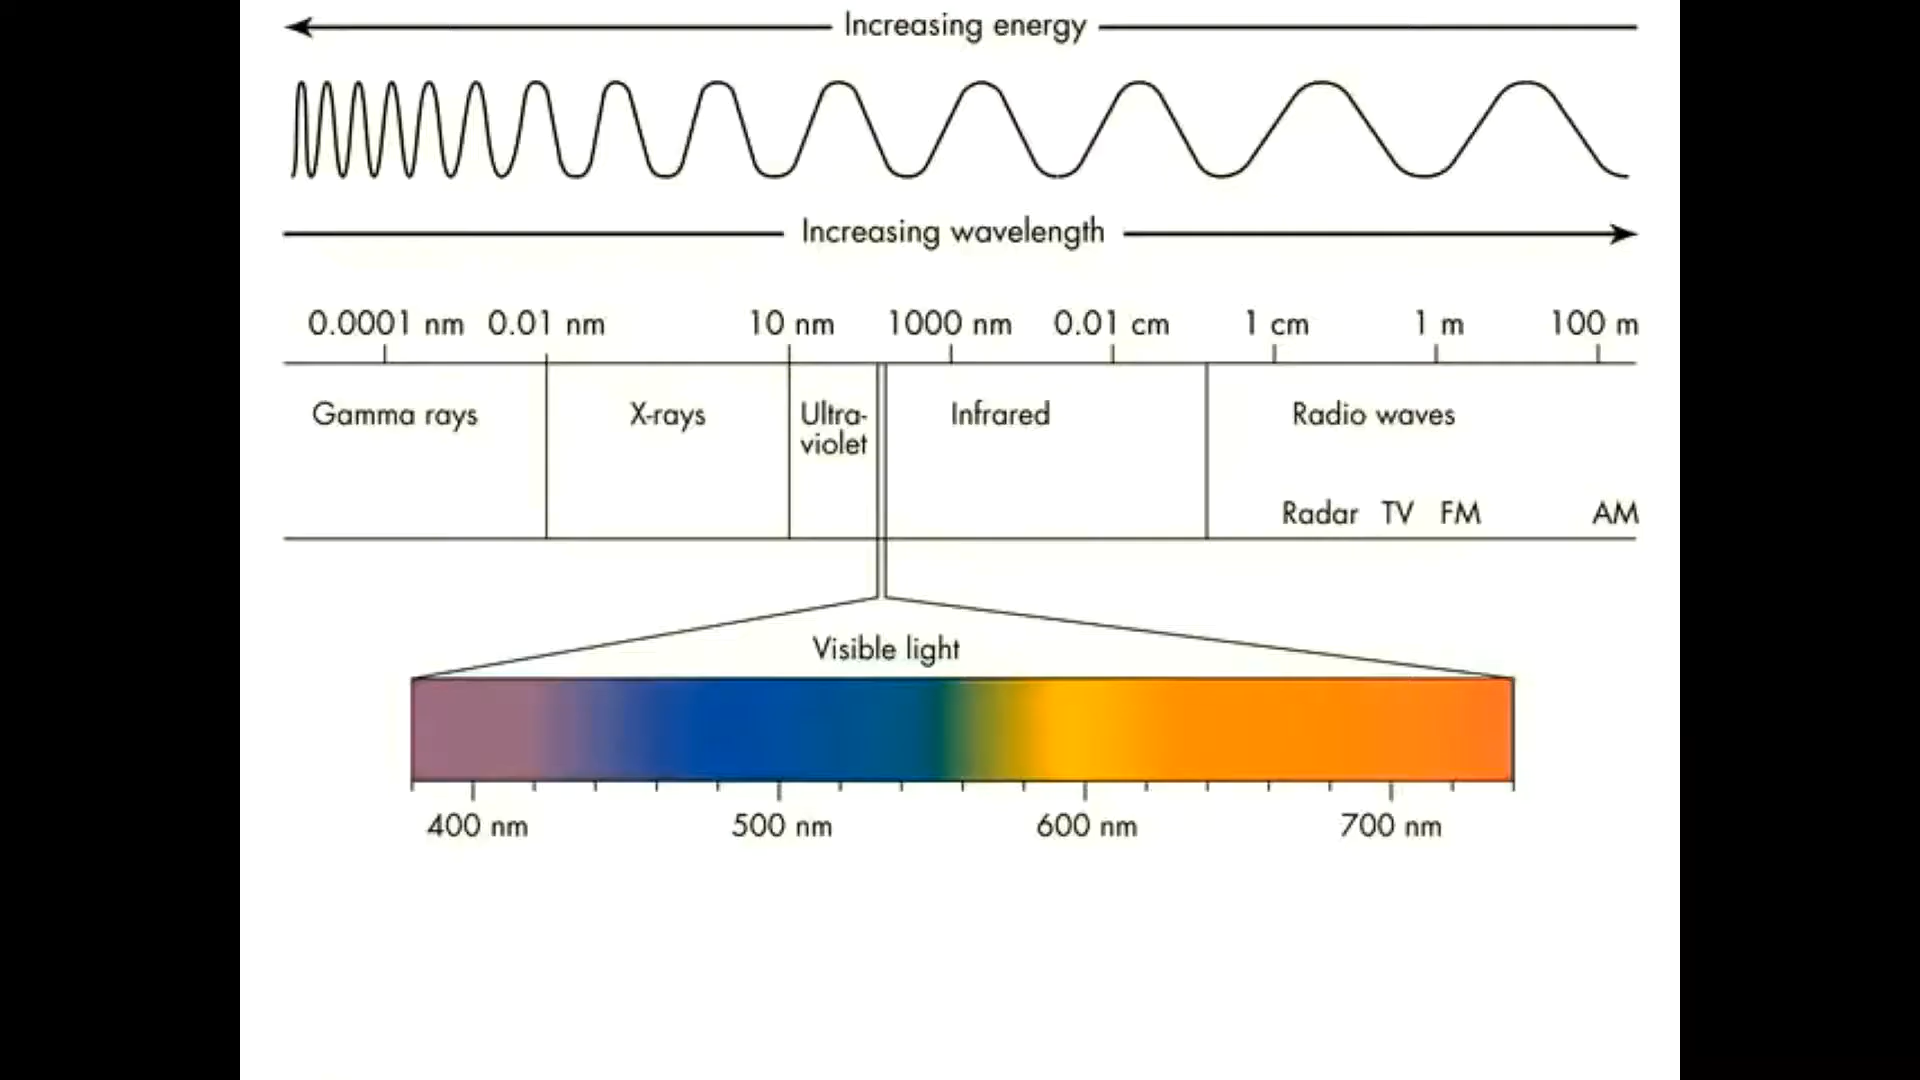 Increasing energy
Increasing wavelength
0.0001 nm 0.01 nm 10 nm 1000 nm 0.01 cm 1 cm 1 m 100 m
Gamma rays X-rays Ultra- Infrared Radio waves
violet
Radar TV FM AM
Visible light
400 nm 500 nm 600 nm 700 nm